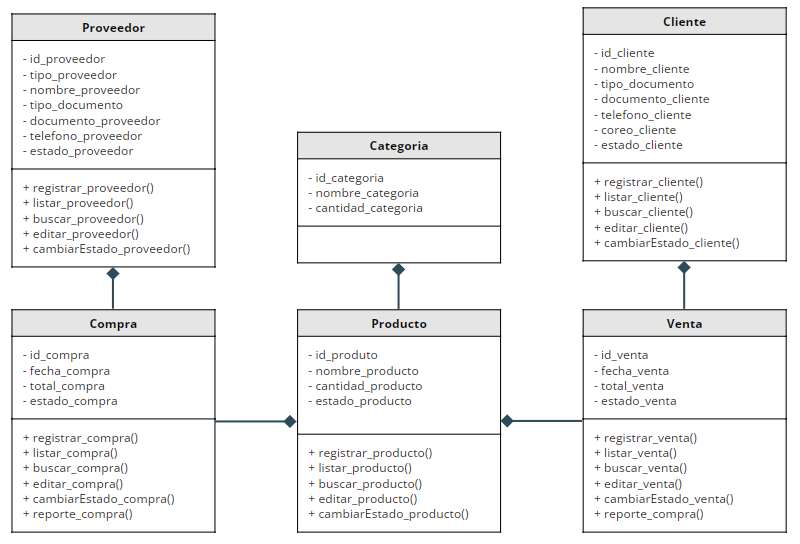 Proveedor
- id_proveedor
- tipo_proveedor
- nombre_proveedor
- tipo_documento
- documento_proveedor
- telefono_proveedor
- estado_proveedor
+ registrar_proveedor()
+ listar_proveedor()
+ buscar_proveedor()
+ editar_proveedor()
+ cambiarEstado_proveedor()
Categoria
- id_categoria
- nombre_categoria
- cantidad_categoria
Cliente
- id_cliente
- nombre_cliente
- tipo_documento
- documento_cliente
- telefono_cliente
- coreo_cliente
- estado_cliente
+ registrar_cliente()
+ listar_cliente()
+ buscar_cliente()
+ editar_cliente()
+ cambiarEstado_cliente()
Compra
- id_compra
- fecha_compra
- total_compra
- estado_compra
+ registrar_compra()
+ listar_compra()
+ buscar_compra()
+ editar_compra()
+ cambiarEstado_compra()
+ reporte_compra()
Producto
- id_produto
- nombre_producto
- cantidad_producto
- estado_producto
+ registrar_producto()
+ listar_producto()
+ buscar_producto()
+ editar_producto()
+ cambiarEstado_producto()
Venta
- id_venta
- fecha_venta
- total_venta
- estado_venta
+ registrar_venta()
+ listar_venta()
+ buscar_venta()
+ editar_venta()
+ cambiarEstado_venta()
+ reporte_compra()